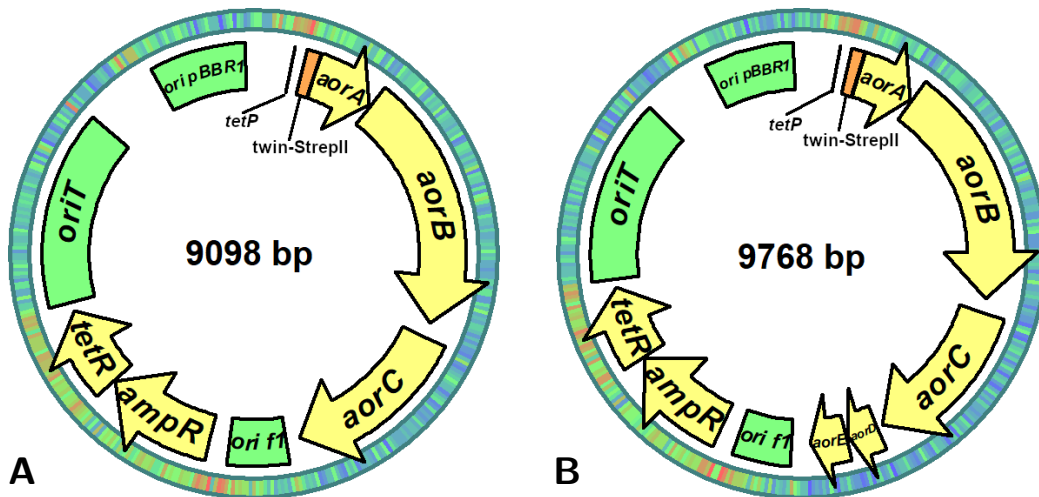 ori pBBR1
tetP
twin-StrepII
aorA
aorB
aorC
ori f1
ampR
tetR
oriT
9098 bp
A
ori pBBR1
tetP
twin-StrepII
aorA
aorB
aorC
aorD
aorE
ori f1
ampR
tetR
oriT
9768 bp
B